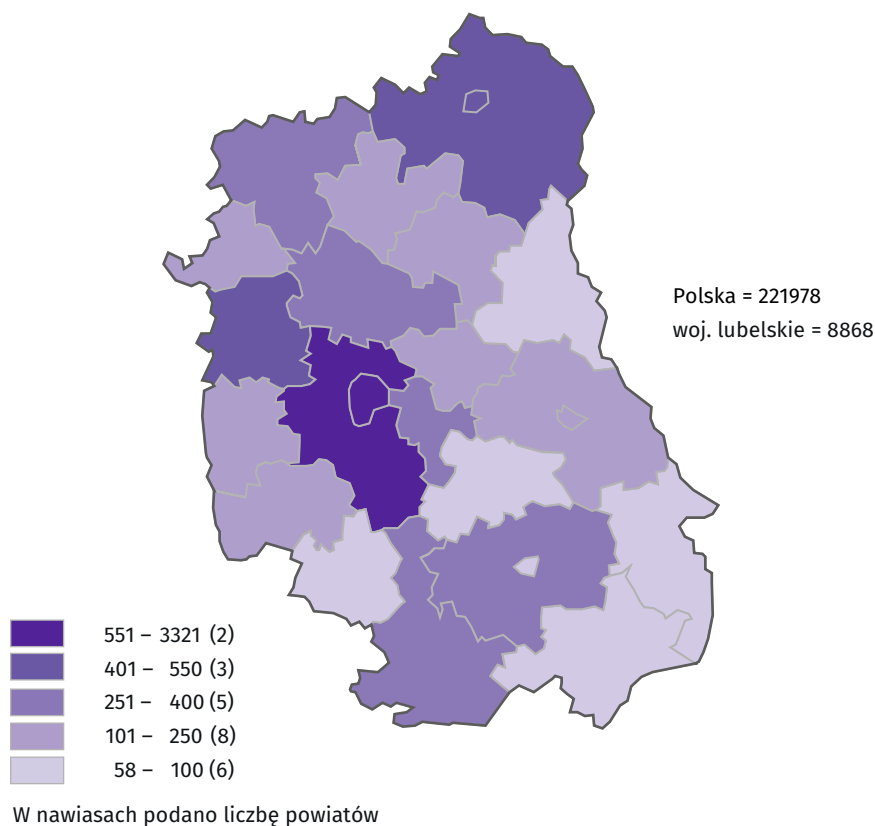 Polska = 221978
woj. lubelskie = 8868
551 – 3321 (2)
401 – 550 (3)
251 – 400 (5)
101 – 250 (8)
58 – 100 (6)
W nawiasach podano liczbę powiatów